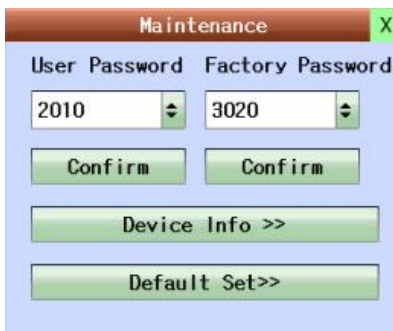 Maintenance X
User Password Factory Password
2010 3020
Confirm Confirm
Device Info >>
Default Set>>